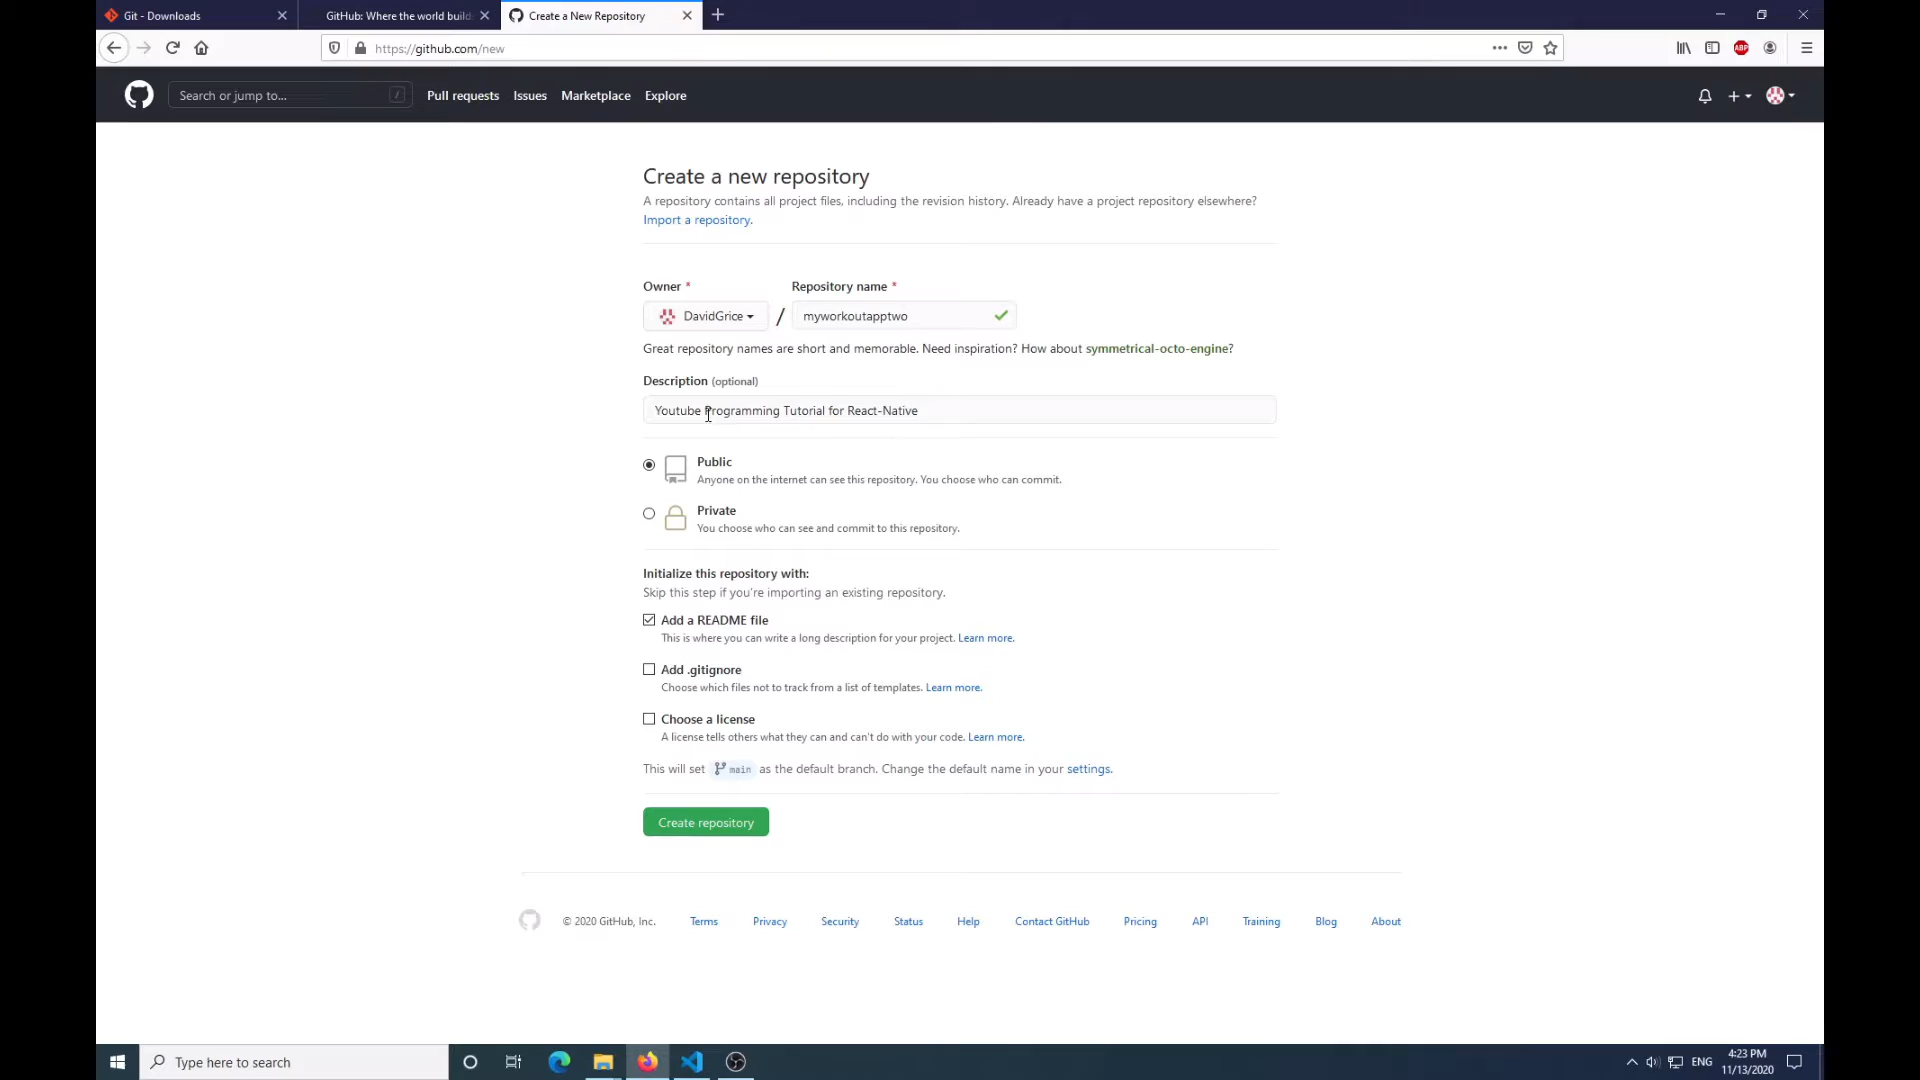 Git - Downloads
GitHub: Where the world build
Create a New Repository
https://github.com/new
ABP
Search or jump to...
/
Pull requests
Issues
Marketplace
Explore
Create a new repository
A repository contains all project files, including the revision history. Already have a project repository elsewhere?
Import a repository.
Owner *
Repository name *
DavidGrice
/
myworkoutapptwo
Great repository names are short and memorable. Need inspiration? How about symmetrical-octo-engine?
Description (optional)
Youtube Programming Tutorial for React-Native
Public
Anyone on the internet can see this repository. You choose who can commit.
Private
You choose who can see and commit to this repository.
Initialize this repository with:
Skip this step if you're importing an existing repository.
Add a README file
This is where you can write a long description for your project. Learn more.
Add .gitignore
Choose which files not to track from a list of templates. Learn more.
Choose a license
A license tells others what they can and can't do with your code. Learn more.
This will set main as the default branch. Change the default name in your settings.
Create repository
© 2020 GitHub, Inc.
Terms
Privacy
Security
Status
Help
Contact GitHub
Pricing
API
Training
Blog
About
Type here to search
ENG
4:23 PM
11/13/2020